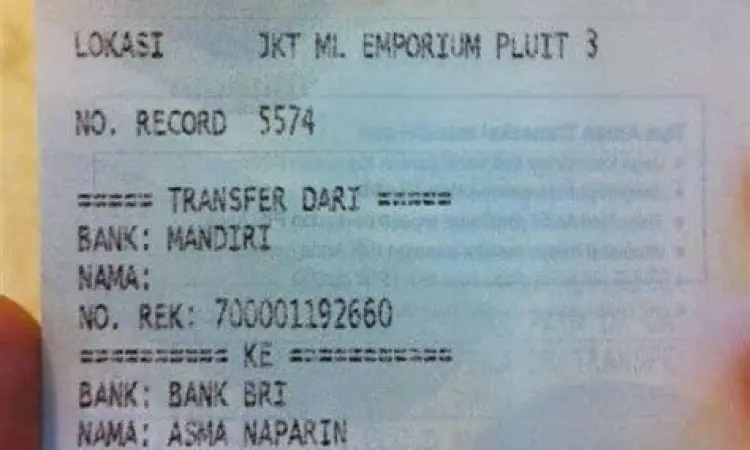 LOKASI JKT ML EMPORIUM PLUIT 3
NO. RECORD 5574
===== TRANSFER DARI =====
BANK: MANDIRI
NAMA:
NO. REK: 700001192660
========== KE ===========
BANK: BANK BRI
NAMA: ASMA NAPARIN